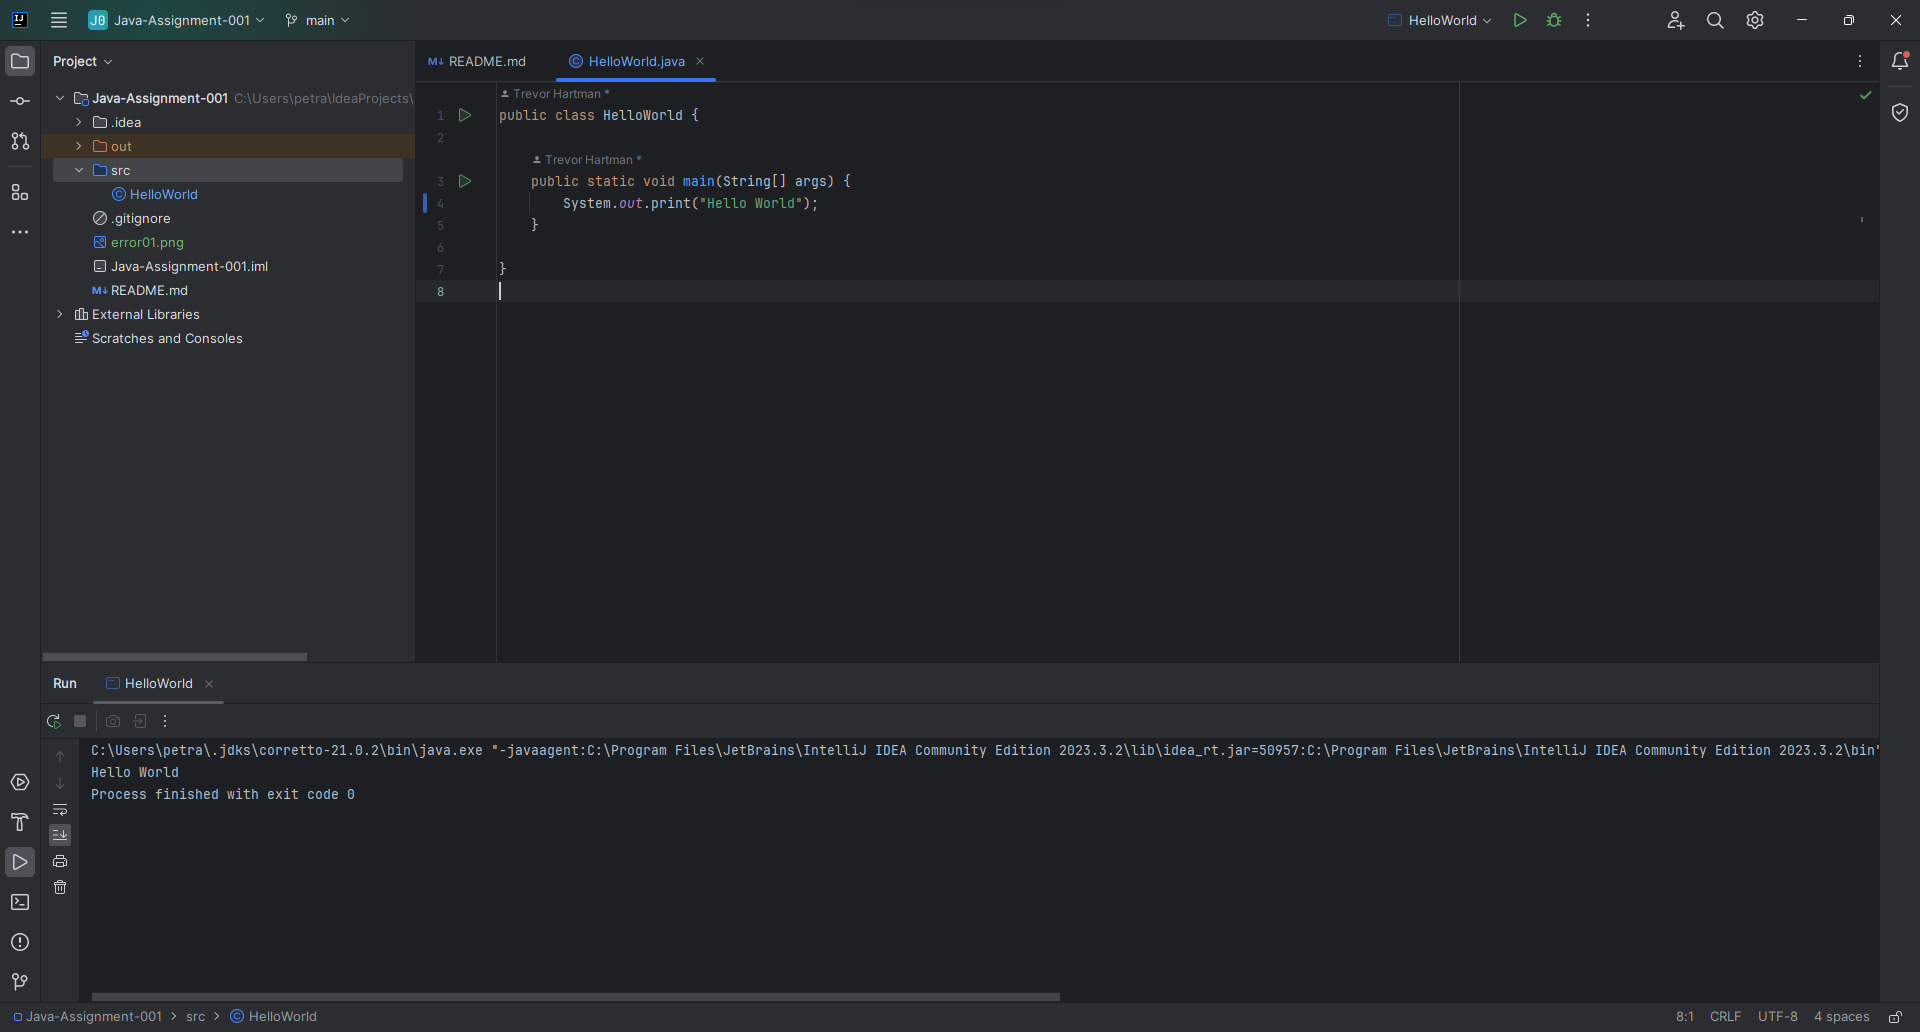 J0 Java-Assignment-001 main HelloWorld
Project
Java-Assignment-001 C:\Users\petra\IdeaProjects\
.idea
out
src
HelloWorld
.gitignore
error01.png
Java-Assignment-001.iml
M↓ README.md
External Libraries
Scratches and Consoles
M↓ README.md HelloWorld.java
Trevor Hartman *
1 public class HelloWorld {
2
Trevor Hartman *
3 public static void main(String[] args) {
4 System.out.print("Hello World");
5 }
6
7 }
8
Run HelloWorld
C:\Users\petra\.jdks\corretto-21.0.2\bin\java.exe "-javaagent:C:\Program Files\JetBrains\IntelliJ IDEA Community Edition 2023.3.2\lib\idea_rt.jar=50957:C:\Program Files\JetBrains\IntelliJ IDEA Community Edition 2023.3.2\bin"
Hello World
Process finished with exit code 0
Java-Assignment-001 > src > HelloWorld 8:1 CRLF UTF-8 4 spaces